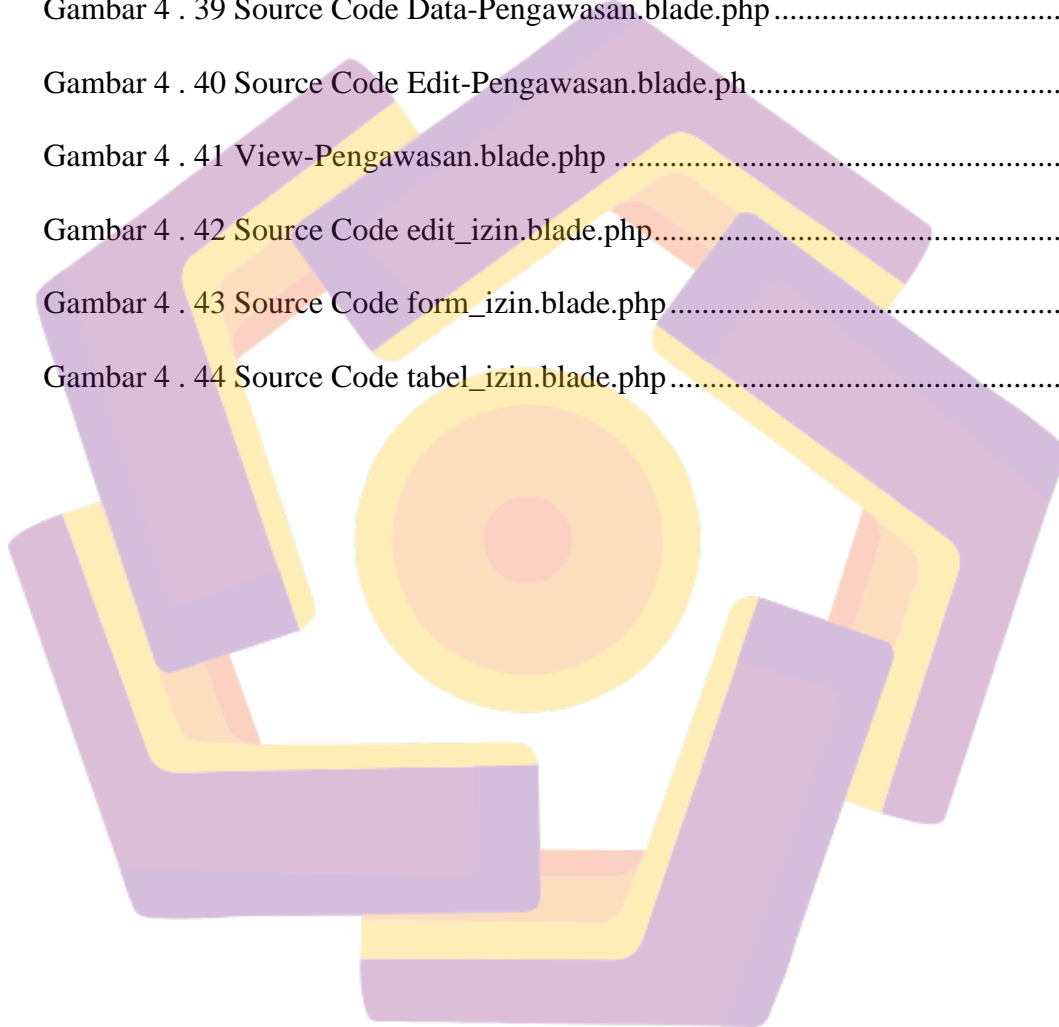 Gambar 4 . 39 Source Code Data-Pengawasan.blade.php................................
Gambar 4 . 40 Source Code Edit-Pengawasan.blade.ph...................................
Gambar 4 . 41 View-Pengawasan.blade.php ..................................................
Gambar 4 . 42 Source Code edit_izin.blade.php..............................................
Gambar 4 . 43 Source Code form_izin.blade.php ............................................
Gambar 4 . 44 Source Code tabel_izin.blade.php............................................